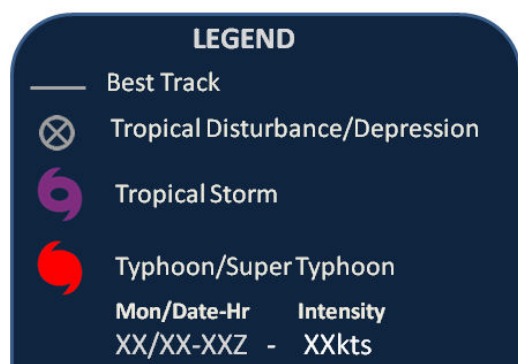 LEGEND
Best Track
Tropical Disturbance/Depression
Tropical Storm
Typhoon/Super Typhoon
Mon/Date-Hr Intensity
XX/XX-XXZ - XXkts